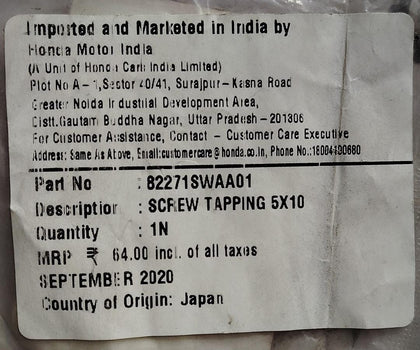 Imported and Marketed in India by
Honda Motor India
(A Unit of Honda Cars India Limited)
Plot No A-1,Sector 40/41, Surajpur-Kasna Road
Greater Noida Industrial Development Area,
Distt.Gautam Buddha Nagar, Uttar Pradesh-201306
For Customer Assistance, Contact - Customer Care Executive
Address: Same As Above, Email:customercare@honda.co.in, Phone No.:
Part No : 82271SWAA01
Description : SCREW TAPPING 5X10
Quantity : 1N
MRP ₹ 64.00 incl. of all taxes
SEPTEMBER 2020
Country of Origin: Japan